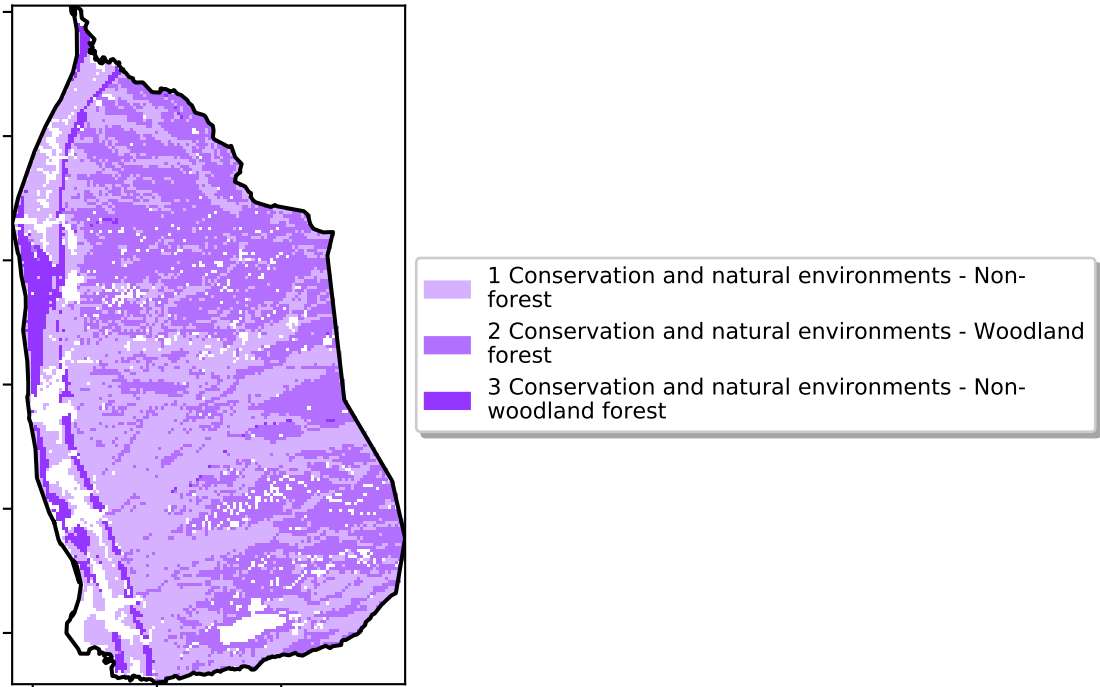 1 Conservation and natural environments - Non-
forest
2 Conservation and natural environments - Woodland
forest
3 Conservation and natural environments - Non-
woodland forest